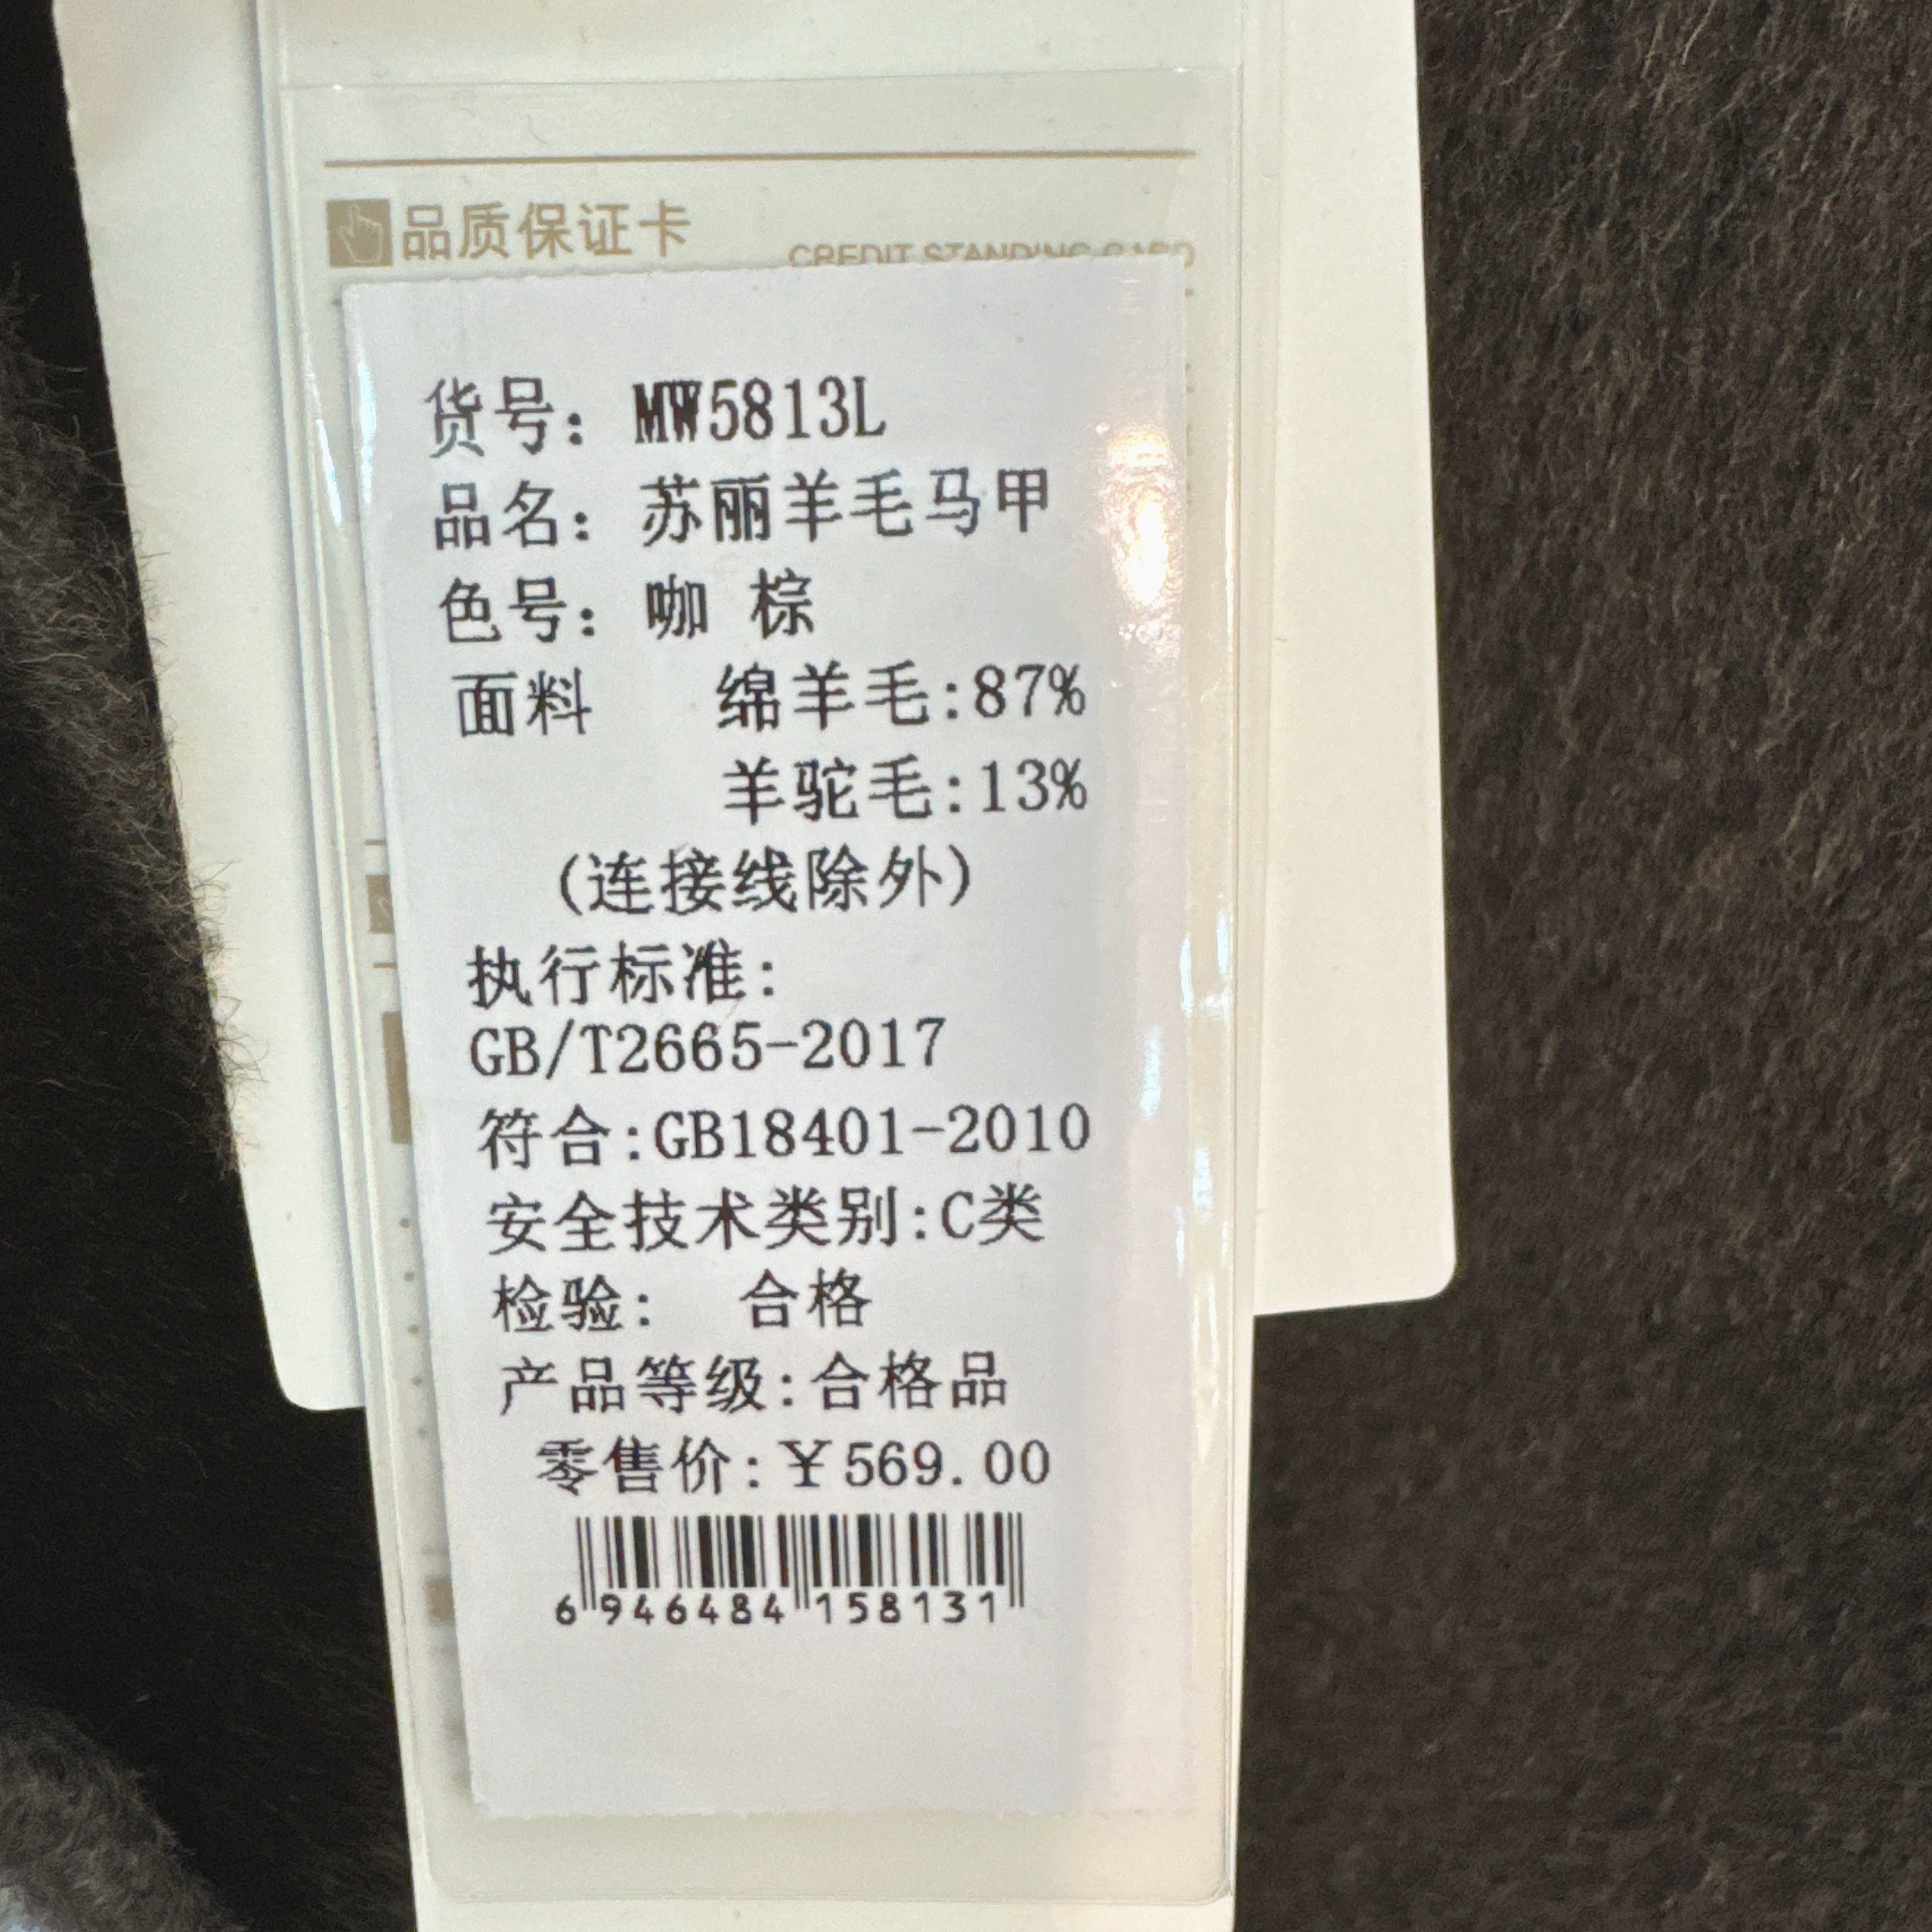 品质保证卡
CREDIT STANDING CARD
货号：MW5813L
品名：苏丽羊毛马甲
色号：咖 棕
面料 绵羊毛:87%
羊驼毛:13%
(连接线除外)
执行标准:
GB/T2665-2017
符合:GB18401-2010
安全技术类别:C类
检验: 合格
产品等级:合格品
零售价:￥569.00
6 946484 158131